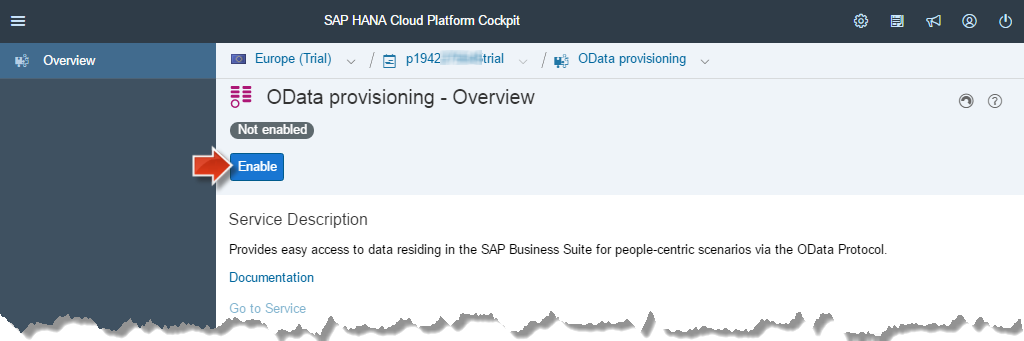 SAP HANA Cloud Platform Cockpit
Overview
Europe (Trial) / p1942 trial / OData provisioning
OData provisioning - Overview
Not enabled
Enable
Service Description
Provides easy access to data residing in the SAP Business Suite for people-centric scenarios via the OData Protocol.
Documentation
Go to Service